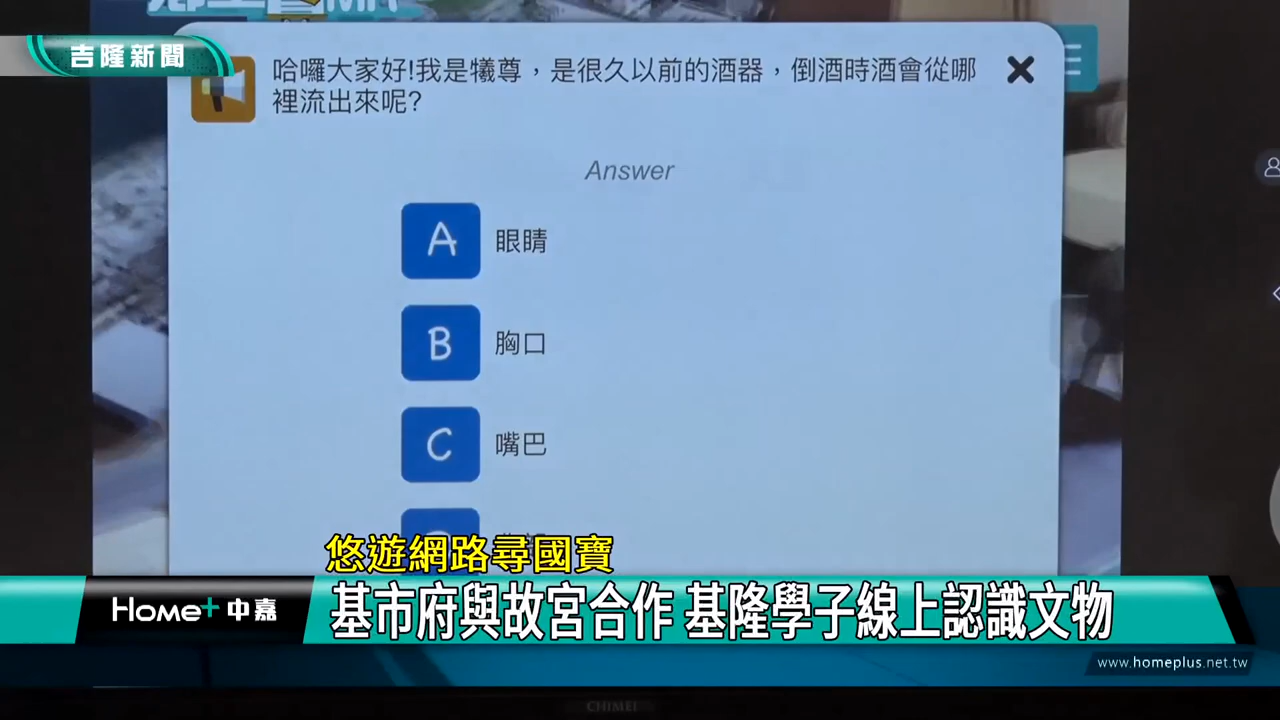 吉隆新聞
哈囉大家好!我是犧尊，是很久以前的酒器，倒酒時酒會從哪
裡流出來呢?
Answer
A 眼睛
B 胸口
C 嘴巴
悠遊網路尋國寶
Home+中嘉
基市府與故宮合作 基隆學子線上認識文物
www.homeplus.net.tw
CHIMEI